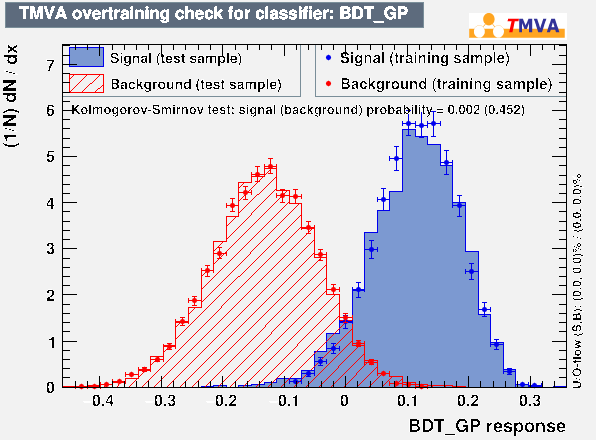 TMVA overtraining check for classifier: BDT_GP
TMVA
Signal (test sample)
Background (test sample)
Signal (training sample)
Background (training sample)
Kolmogorov-Smirnov test: signal (background) probability = 0.002 (0.452)
(1/N) dN / dx
7
6
5
4
3
2
1
0
-0.4 -0.3 -0.2 -0.1 0 0.1 0.2 0.3
BDT_GP response
U/O-flow (S,B): (0.0, 0.0)% / (0.0, 0.0)%